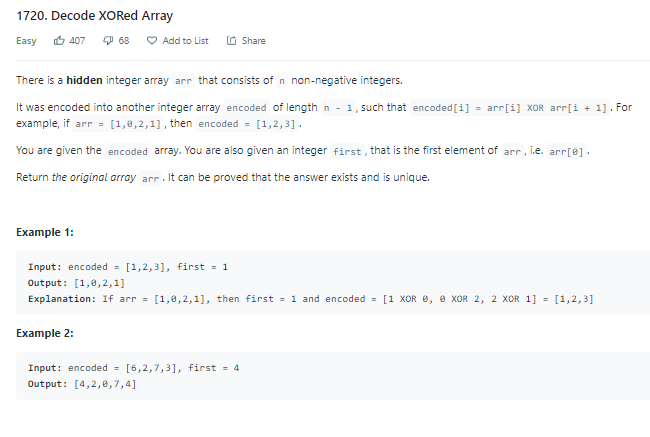 1720. Decode XORed Array
Easy 407 68 Add to List Share
There is a hidden integer array arr that consists of n non-negative integers.
It was encoded into another integer array encoded of length n - 1, such that encoded[i] = arr[i] XOR arr[i + 1]. For
example, if arr = [1,0,2,1], then encoded = [1,2,3].
You are given the encoded array. You are also given an integer first, that is the first element of arr, i.e. arr[0].
Return the original array arr. It can be proved that the answer exists and is unique.
Example 1:
Input: encoded = [1,2,3], first = 1
Output: [1,0,2,1]
Explanation: If arr = [1,0,2,1], then first = 1 and encoded = [1 XOR 0, 0 XOR 2, 2 XOR 1] = [1,2,3]
Example 2:
Input: encoded = [6,2,7,3], first = 4
Output: [4,2,0,7,4]